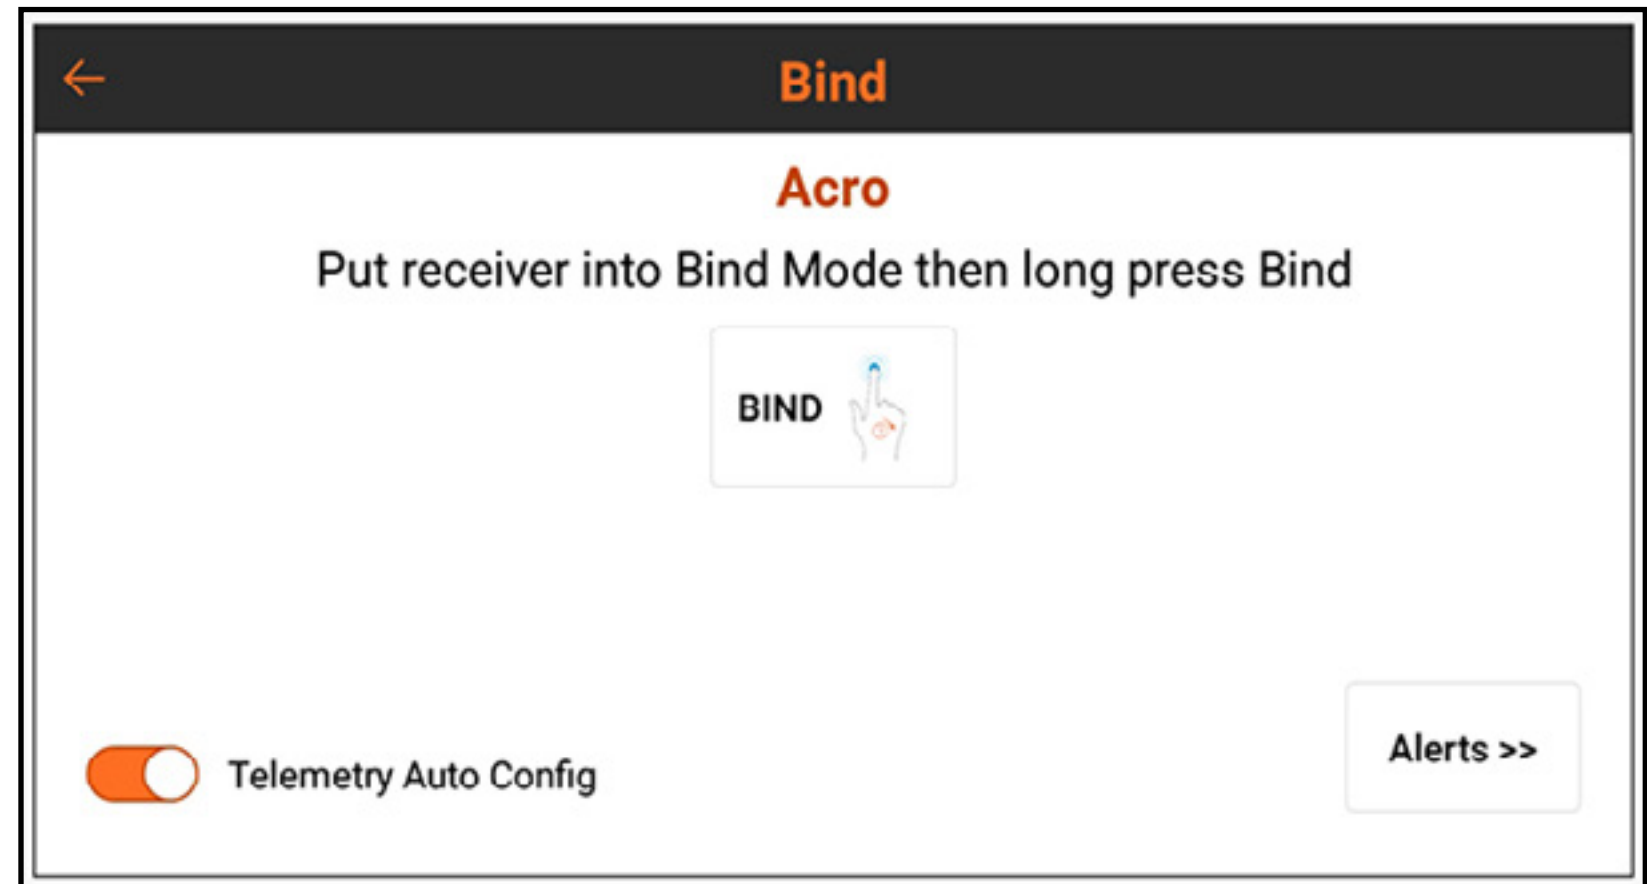 Bind
Acro
Put receiver into Bind Mode then long press Bind
BIND
Telemetry Auto Config
Alerts >>